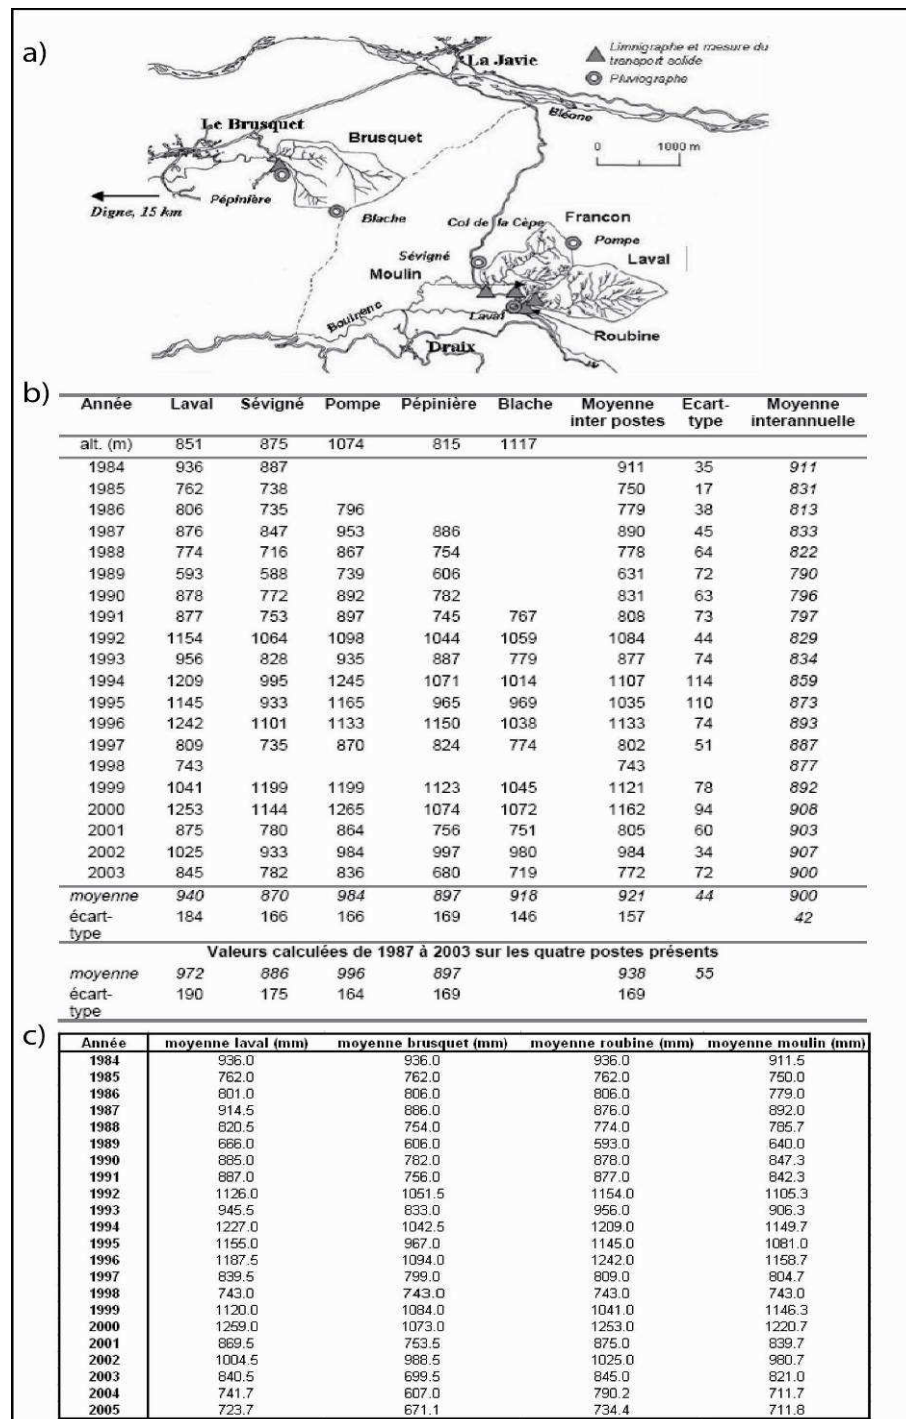 a)
Limnigraphe et mesure du
transport solide
Pluviographe
La Javie
Bléone
Le Brusquet
Brusquet
0 1000 m
Pépinière
Digne, 15 km
Blache
Col de la Cèpe
Francon
Pompe
Sévigné
Laval
Moulin
Bouinenc
Laval
Roubine
Draix
b)
Année Laval Sévigné Pompe Pépinière Blache Moyenne inter postes Ecart-type Moyenne interannuelle
alt. (m) 851 875 1074 815 1117
1984 936 887 911 35 911
1985 762 738 750 17 831
1986 806 735 796 779 38 813
1987 876 847 953 886 890 45 833
1988 774 716 867 754 778 64 822
1989 593 588 739 606 631 72 790
1990 878 772 892 782 831 63 796
1991 877 753 897 745 767 808 73 797
1992 1154 1064 1098 1044 1059 1084 44 829
1993 956 828 935 887 779 877 74 834
1994 1209 995 1245 1071 1014 1107 114 859
1995 1145 933 1165 965 969 1035 110 873
1996 1242 1101 1133 1150 1038 1133 74 893
1997 809 735 870 824 774 802 51 887
1998 743 743 877
1999 1041 1199 1199 1123 1045 1121 78 892
2000 1253 1144 1265 1074 1072 1162 94 908
2001 875 780 864 756 751 805 60 903
2002 1025 933 984 997 980 984 34 907
2003 845 782 836 680 719 772 72 900
moyenne 940 870 984 897 918 921 44 900
écart-type 184 166 166 169 146 157 42
Valeurs calculées de 1987 à 2003 sur les quatre postes présents
moyenne 972 886 996 897 938 55
écart-type 190 175 164 169 169
c)
Année moyenne laval (mm) moyenne brusquet (mm) moyenne roubine (mm) moyenne moulin (mm)
1984 936.0 936.0 936.0 911.5
1985 762.0 762.0 762.0 750.0
1986 801.0 806.0 806.0 779.0
1987 914.5 886.0 876.0 892.0
1988 820.5 754.0 774.0 785.7
1989 666.0 606.0 593.0 640.0
1990 885.0 782.0 878.0 847.3
1991 887.0 756.0 877.0 842.3
1992 1126.0 1051.5 1154.0 1105.3
1993 945.5 833.0 956.0 906.3
1994 1227.0 1042.5 1209.0 1149.7
1995 1155.0 967.0 1145.0 1081.0
1996 1187.5 1094.0 1242.0 1158.7
1997 839.5 799.0 809.0 804.7
1998 743.0 743.0 743.0 743.0
1999 1120.0 1084.0 1041.0 1146.3
2000 1259.0 1073.0 1253.0 1220.7
2001 869.5 753.5 875.0 839.7
2002 1004.5 988.5 1025.0 980.7
2003 840.5 699.5 845.0 821.0
2004 741.7 607.0 790.2 711.7
2005 723.7 671.1 734.4 711.8